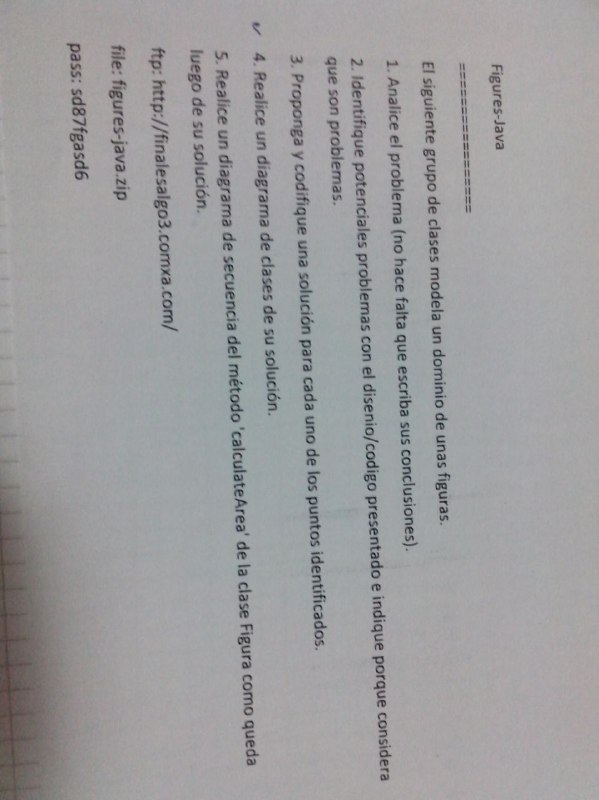 Figures-Java
===================
El siguiente grupo de clases modela un dominio de unas figuras.
1. Analice el problema (no hace falta que escriba sus conclusiones).
2. Identifique potenciales problemas con el disenio/codigo presentado e indique porque considera
que son problemas.
3. Proponga y codifique una solución para cada uno de los puntos identificados.
4. Realice un diagrama de clases de su solución.
5. Realice un diagrama de secuencia del método 'calculateArea' de la clase Figura como queda
luego de su solución.
ftp: http://finalesalgo3.comxa.com/
file: figures-java.zip
pass: sd87fgasd6